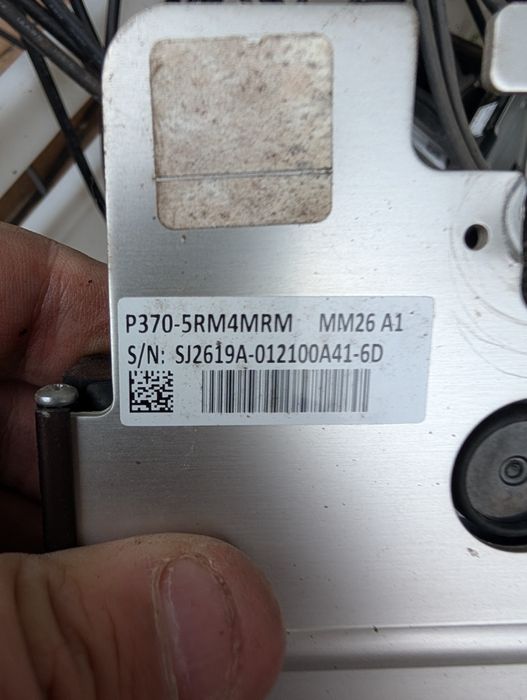 P370-5RM4MRM MM26 A1
S/N: SJ2619A-012100A41-6D